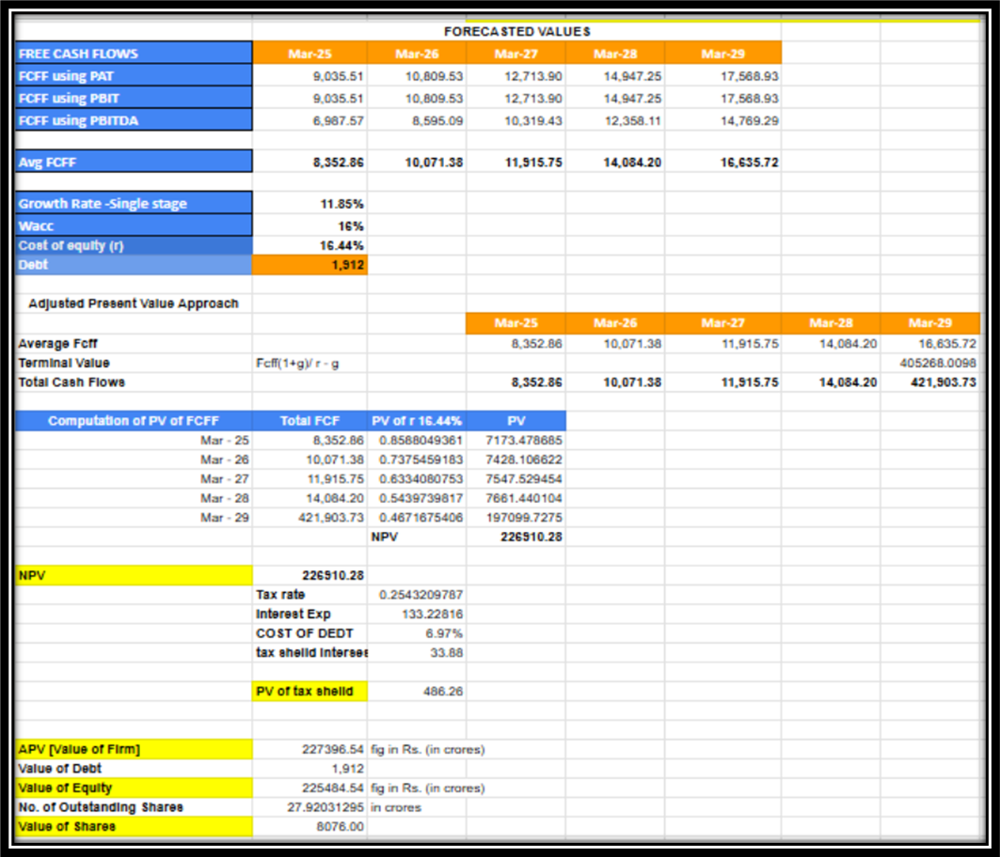 FORECASTED VALUES
FREE CASH FLOWS Mar-25 Mar-26 Mar-27 Mar-28 Mar-29
FCFF using PAT 9,035.51 10,809.53 12,713.90 14,947.25 17,568.93
FCFF using PBIT 9,035.51 10,809.53 12,713.90 14,947.25 17,568.93
FCFF using PBITDA 6,987.57 8,595.09 10,319.43 12,358.11 14,769.29
Avg FCFF 8,352.86 10,071.38 11,915.75 14,084.20 16,635.72
Growth Rate -Single stage 11.85%
Wacc 16%
Cost of equity (r) 16.44%
Debt 1,912
Adjusted Present Value Approach
Mar-25 Mar-26 Mar-27 Mar-28 Mar-29
Average Fcff 8,352.86 10,071.38 11,915.75 14,084.20 16,635.72
Terminal Value Fcff(1+g)/ r - g 405268.0098
Total Cash Flows 8,352.86 10,071.38 11,915.75 14,084.20 421,903.73
Computation of PV of FCFF Total FCF PV of r 16.44% PV
Mar - 25 8,352.86 0.8588049361 7173.478685
Mar - 26 10,071.38 0.7375459183 7428.106622
Mar - 27 11,915.75 0.6334080753 7547.529454
Mar - 28 14,084.20 0.5439739817 7661.440104
Mar - 29 421,903.73 0.4671675406 197099.7275
NPV 226910.28
NPV 226910.28
Tax rate 0.2543209787
Interest Exp 133.22816
COST OF DEDT 6.97%
tax sheild interses 33.88
PV of tax sheild 486.26
APV [Value of Firm] 227396.54 fig in Rs. (in crores)
Value of Debt 1,912
Value of Equity 225484.54 fig in Rs. (in crores)
No. of Outstanding Shares 27.92031295 in crores
Value of Shares 8076.00